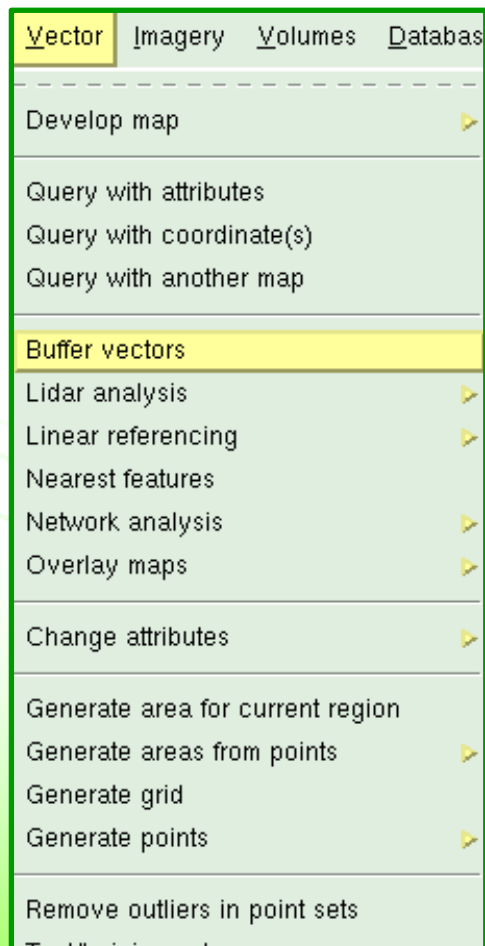 Vector Imagery Volumes Databas
Develop map
Query with attributes
Query with coordinate(s)
Query with another map
Buffer vectors
Lidar analysis
Linear referencing
Nearest features
Network analysis
Overlay maps
Change attributes
Generate area for current region
Generate areas from points
Generate grid
Generate points
Remove outliers in point sets